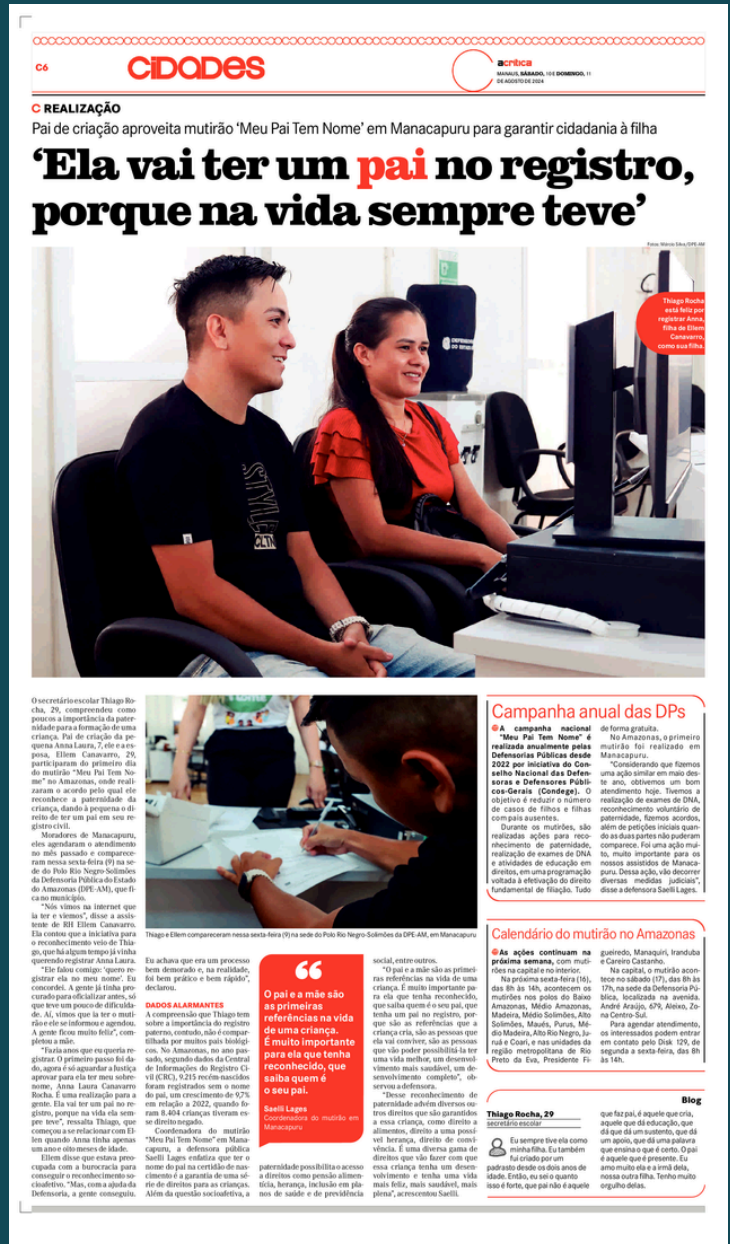 C6
CIDADES
acrítica
MANAUS, SÁBADO, 10 E DOMINGO, 11
DE AGOSTO DE 2024
C REALIZAÇÃO
Pai de criação aproveita mutirão ‘Meu Pai Tem Nome’ em Manacapuru para garantir cidadania à filha
‘Ela vai ter um pai no registro,
porque na vida sempre teve’
Fotos: Márcio Silva/DPE-AM
Thiago Rocha
está feliz por
registrar Anna,
filha de Ellem
Canavarro,
como sua filha.
STYLE
O secretário escolar Thiago Ro-
cha, 29, compreendeu como
poucos a importância da pater-
nidade para a formação de uma
criança. Pai de criação da pe-
quena Anna Laura, 7, ele e a es-
posa, Ellem Canavarro, 29,
participaram do primeiro dia
do mutirão “Meu Pai Tem No-
me” no Amazonas, onde reali-
zaram o acordo pelo qual ele
reconhece a paternidade da
criança, dando à pequena o di-
reito de ter um pai em seu re-
gistro civil.
Moradores de Manacapuru,
eles agendaram o atendimento
no mês passado e comparece-
ram nessa sexta-feira (9) na se-
de do Polo Rio Negro-Solimões
da Defensoria Pública do Estado
do Amazonas (DPE-AM), que fi-
ca no município.
“Nós vimos na internet que
ia ter e viemos”, disse a assis-
tente de RH Ellem Canavarro.
Ela contou que a iniciativa para
o reconhecimento veio de Thia-
go, que há algum tempo já vinha
querendo registrar Anna Laura.
“Ele falou comigo: ‘quero re-
gistrar ela no meu nome’. Eu
concordei. A gente já tinha pro-
curado para oficializar antes, só
que teve um pouco de dificulda-
de. Aí, vimos que ia ter o muti-
rão e ele se informou e agendou.
A gente ficou muito feliz”, com-
pletou a mãe.
“Fazia anos que eu queria re-
gistrar. O primeiro passo foi da-
do, agora é só aguardar a Justiça
aprovar para ela ter meu sobre-
nome, Anna Laura Canavarro
Rocha. É uma realização para a
gente. Ela vai ter um pai no re-
gistro, porque na vida ela sem-
pre teve”, ressalta Thiago, que
começou a se relacionar com El-
len quando Anna tinha apenas
um ano e oito meses de idade.
Ellem disse que estava preo-
cupada com a burocracia para
conseguir o reconhecimento so-
cioafetivo. “Mas, com a ajuda da
Defensoria, a gente conseguiu.
Thiago e Ellem compareceram nessa sexta-feira (9) na sede do Polo Rio Negro-Solimões da DPE-AM, em Manacapuru
Eu achava que era um processo
bem demorado e, na realidade,
foi bem prático e bem rápido”,
declarou.
DADOS ALARMANTES
A compreensão que Thiago tem
sobre a importância do registro
paterno, contudo, não é compar-
tilhada por muitos pais biológi-
cos. No Amazonas, no ano pas-
sado, segundo dados da Central
de Informações do Registro Ci-
vil (CRC), 9.215 recém-nascidos
foram registrados sem o nome
do pai, um crescimento de 9,7%
em relação a 2022, quando fo-
ram 8.404 crianças tiveram es-
se direito negado.
Coordenadora do mutirão
“Meu Pai Tem Nome” em Mana-
capuru, a defensora pública
Saelli Lages enfatiza que ter o
nome do pai na certidão de nas-
cimento é a garantia de uma sé-
rie de direitos para as crianças.
Além da questão socioafetiva, a
O pai e a mãe são
as primeiras
referências na vida
de uma criança.
É muito importante
para ela que tenha
reconhecido, que
saiba quem é
o seu pai.
Saelli Lages
Coordenadora do mutirão em
Manacapuru
paternidade possibilita o acesso
a direitos como pensão alimen-
tícia, herança, inclusão em pla-
nos de saúde e de previdência
social, entre outros.
“O pai e a mãe são as primei-
ras referências na vida de uma
criança. É muito importante pa-
ra ela que tenha reconhecido,
que saiba quem é o seu pai, que
tenha um pai no registro, por-
que são as referências que a
criança cria, são as pessoas que
ela vai conviver, são as pessoas
que vão poder possibilitá-la ter
uma vida melhor, um desenvol-
vimento mais saudável, um de-
senvolvimento completo”, ob-
servou a defensora.
“Desse reconhecimento de
paternidade advém diversos ou-
tros direitos que são garantidos
a essa criança, como direito a
alimentos, direito a uma possí-
vel herança, direito de convi-
vência. É uma diversa gama de
direitos que vão fazer com que
essa criança tenha um desen-
volvimento e tenha uma vida
mais feliz, mais saudável, mais
plena”, acrescentou Saelli.
Campanha anual das DPs
A campanha nacional
“Meu Pai Tem Nome” é
realizada anualmente pelas
Defensorias Públicas desde
2022 por iniciativa do Con-
selho Nacional das Defen-
soras e Defensores Públi-
cos-Gerais (Condege). O
objetivo é reduzir o número
de casos de filhos e filhas
com pais ausentes.
Durante os mutirões, são
realizadas ações para reco-
nhecimento de paternidade,
realização de exames de DNA
e atividades de educação em
direitos, em uma programação
voltada à efetivação do direito
fundamental de filiação. Tudo
de forma gratuita.
No Amazonas, o primeiro
mutirão foi realizado em
Manacapuru.
“Considerando que fizemos
uma ação similar em maio des-
te ano, obtivemos um bom
atendimento hoje. Tivemos a
realização de exames de DNA,
reconhecimento voluntário de
paternidade, fizemos acordos,
além de petições iniciais quan-
do as duas partes não puderam
comparece. Foi uma ação mui-
to, muito importante para os
nossos assistidos de Manaca-
puru. Dessa ação, vão decorrer
diversas medidas judiciais”,
disse a defensora Saelli Lages.
Calendário do mutirão no Amazonas
As ações continuam na
próxima semana, com muti-
rões na capital e no interior.
Na próxima sexta-feira (16),
das 8h às 14h, acontecem os
mutirões nos polos do Baixo
Amazonas, Médio Amazonas,
Madeira, Médio Solimões, Alto
Solimões, Maués, Purus, Mé-
dio Madeira, Alto Rio Negro, Ju-
ruá e Coari, e nas unidades da
região metropolitana de Rio
Preto da Eva, Presidente Fi-
gueiredo, Manaquiri, Iranduba
e Careiro Castanho.
Na capital, o mutirão acon-
tece no sábado (17), das 8h às
17h, na sede da Defensoria Pú-
blica, localizada na avenida.
André Araújo, 679, Aleixo, Zo-
na Centro-Sul.
Para agendar atendimento,
os interessados podem entrar
em contato pelo Disk 129, de
segunda a sexta-feira, das 8h
às 14h.
Blog
Thiago Rocha, 29
secretário escolar
Eu sempre tive ela como
minha filha. Eu também
fui criado por um
padrasto desde os dois anos de
idade. Então, eu sei o quanto
isso é forte, que pai não é aquele
que faz pai, é aquele que cria,
aquele que dá educação, que
dá que dá um sustento, que dá
um apoio, que dá uma palavra
que ensina o que é certo. O pai
é aquele que é presente. Eu
amo muito ela e a irmã dela,
nossa outra filha. Tenho muito
orgulho delas.